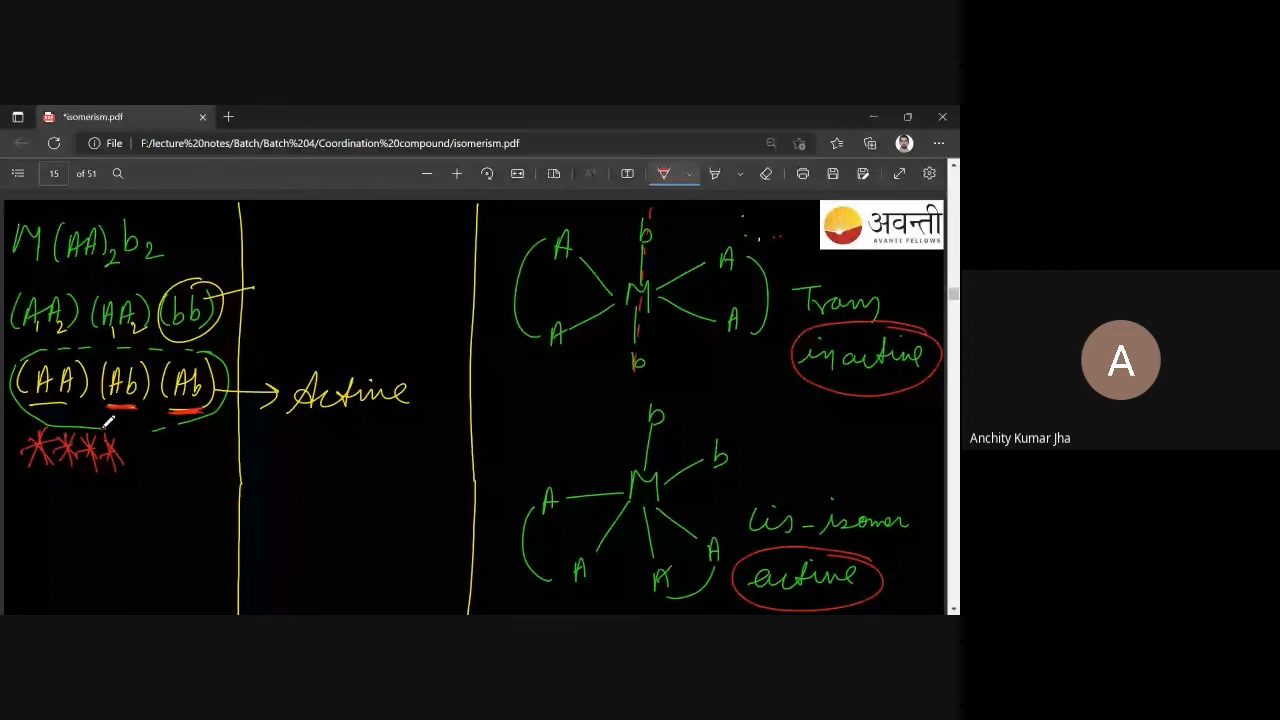 *isomerism.pdf
File F:/lecture%20notes/Batch/Batch%204/Coordination%20compound/isomerism.pdf
15 of 51
अवन्ती
AVANTI FELLOWS
M(AA)₂b₂
(A₁A₂) (A₁A₂) (bb)
(AA) (Ab) (Ab) → Active
b
A A
M
A A
b
Trans
inactive
b
b
M
A
A A A
Cis-isomer
active
A
Anchity Kumar Jha